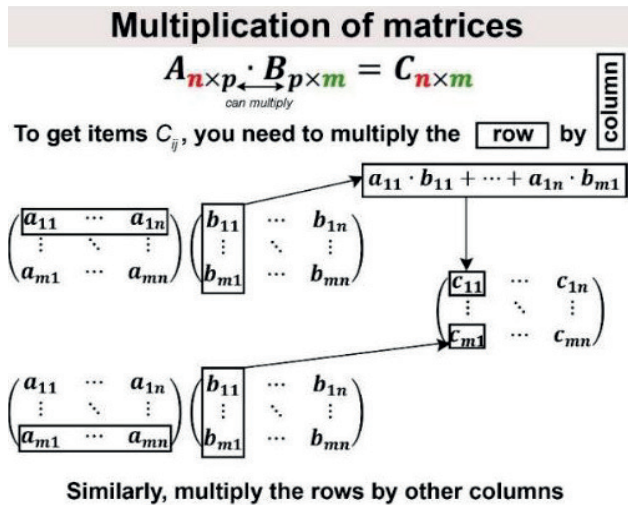 Multiplication of matrices
A n×p · B p×m = C n×m
can multiply
To get items C ij, you need to multiply the row by column
a11 · b11 + ⋯ + a1n · bm1
a11 ⋯ a1n b11 ⋯ b1n
⋮ ⋱ ⋮ ⋮ ⋱ ⋮
am1 ⋯ amn bm1 ⋯ bmn
c11 ⋯ c1n
⋮ ⋱ ⋮
cm1 ⋯ cmn
a11 ⋯ a1n b11 ⋯ b1n
⋮ ⋱ ⋮ ⋮ ⋱ ⋮
am1 ⋯ amn bm1 ⋯ bmn
Similarly, multiply the rows by other columns